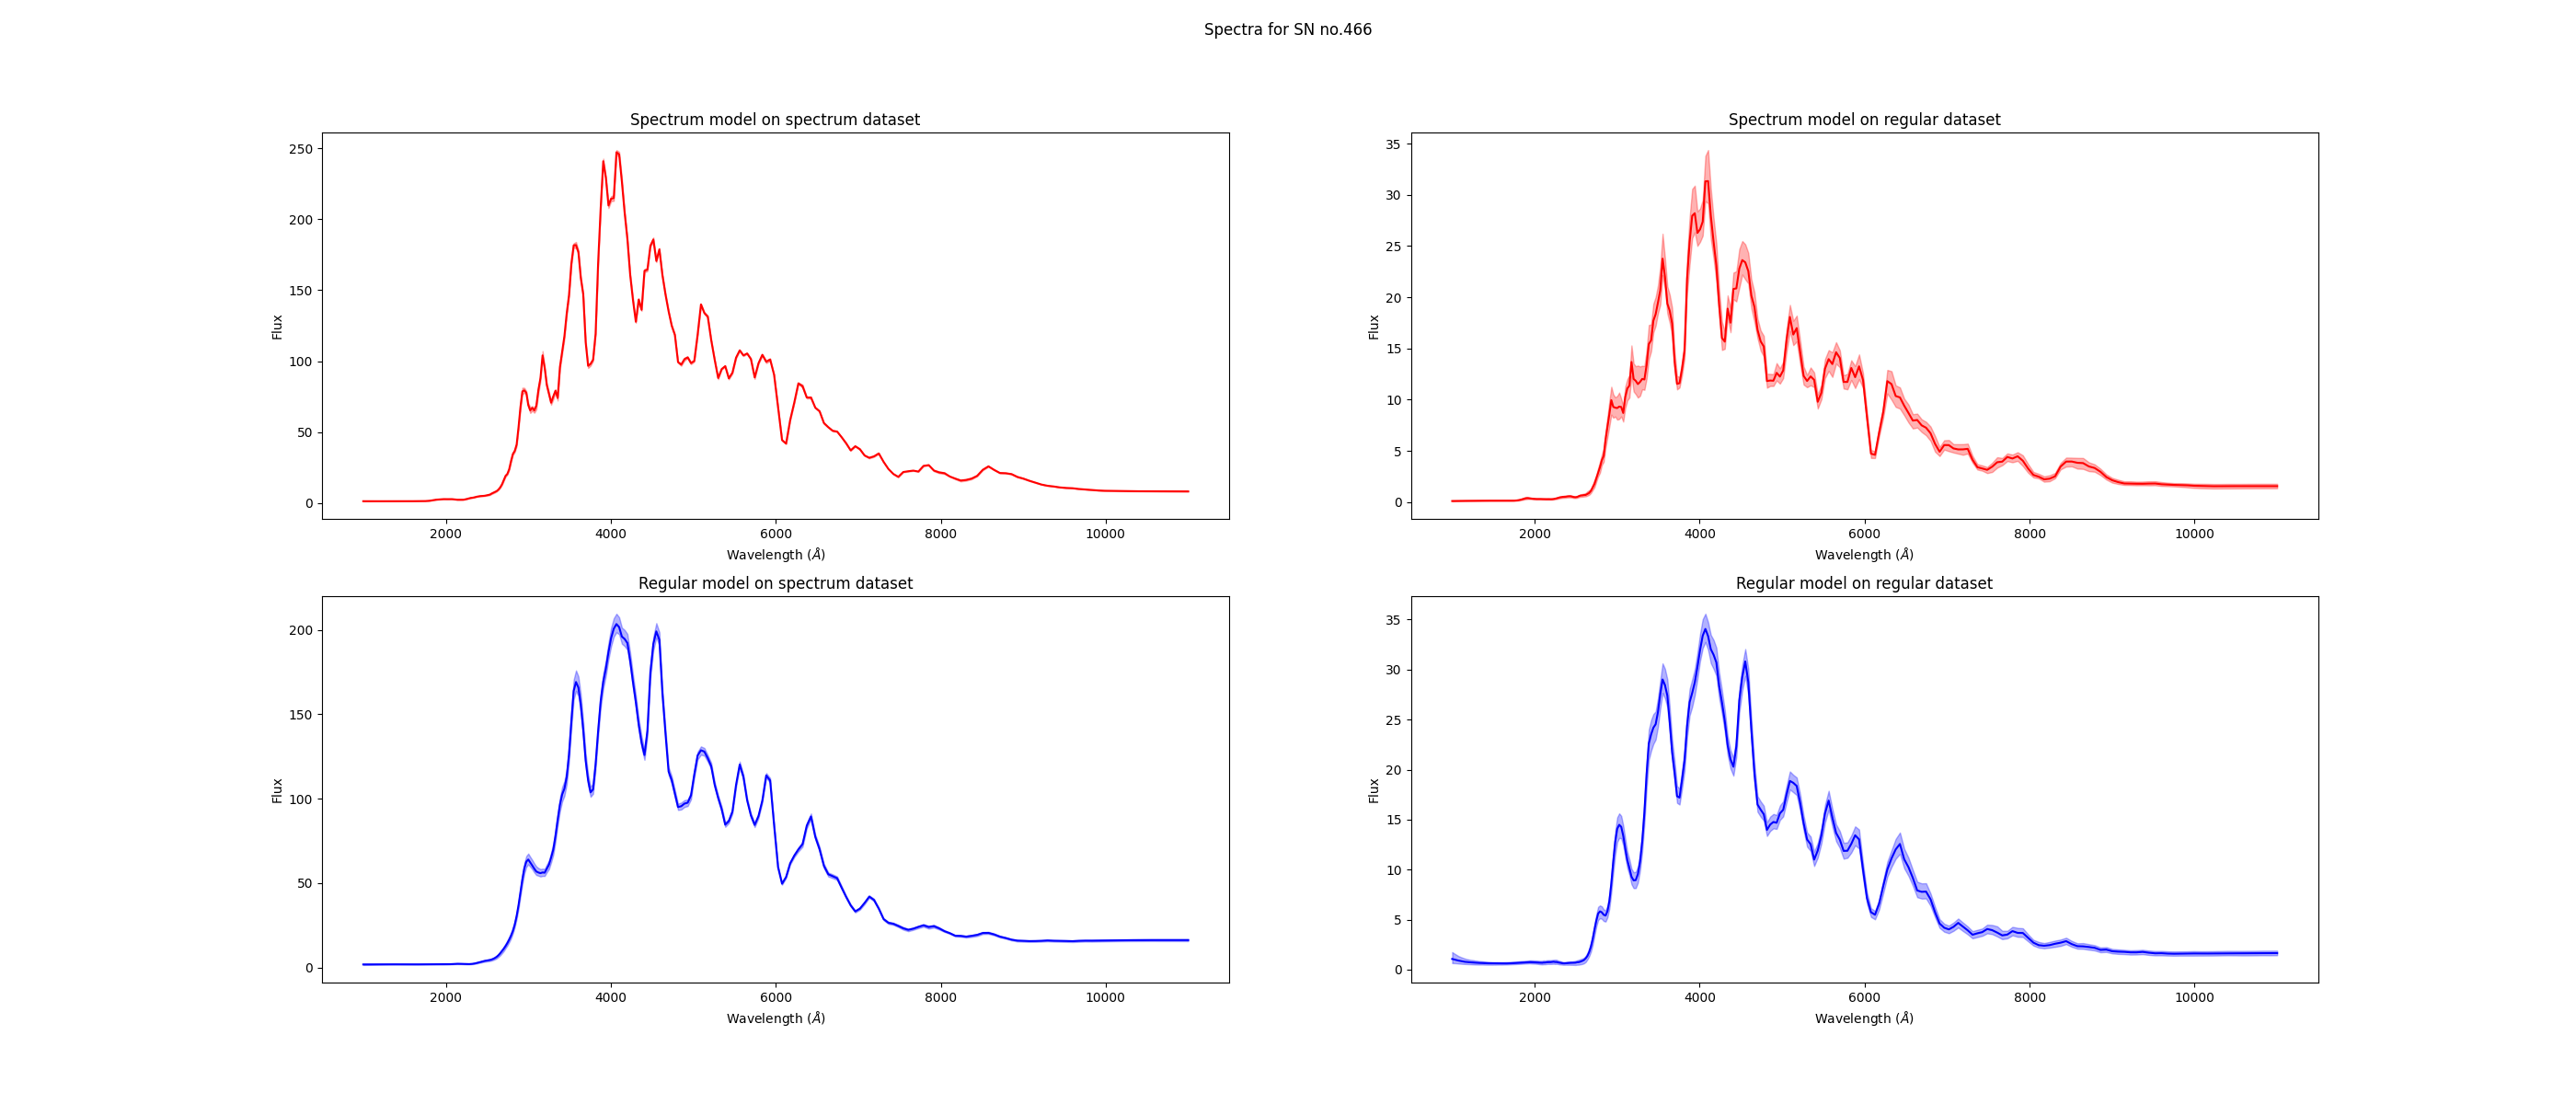 Spectra for SN no.466
Spectrum model on spectrum dataset
250
200
150
100
50
0
Flux
2000 4000 6000 8000 10000
Wavelength (Å)
Spectrum model on regular dataset
35
30
25
20
15
10
5
0
Flux
2000 4000 6000 8000 10000
Wavelength (Å)
Regular model on spectrum dataset
200
150
100
50
0
Flux
2000 4000 6000 8000 10000
Wavelength (Å)
Regular model on regular dataset
35
30
25
20
15
10
5
0
Flux
2000 4000 6000 8000 10000
Wavelength (Å)